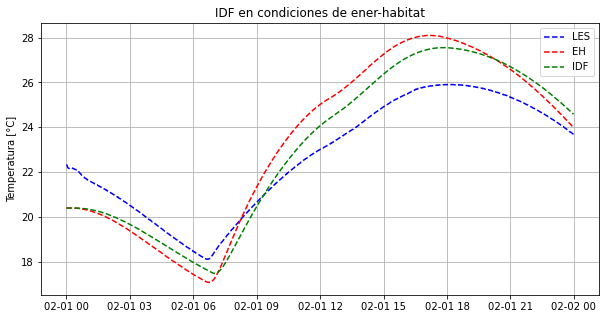 IDF en condiciones de ener-habitat
LES
EH
IDF
Temperatura [°C]
28
26
24
22
20
18
02-01 00 02-01 03 02-01 06 02-01 09 02-01 12 02-01 15 02-01 18 02-01 21 02-02 00